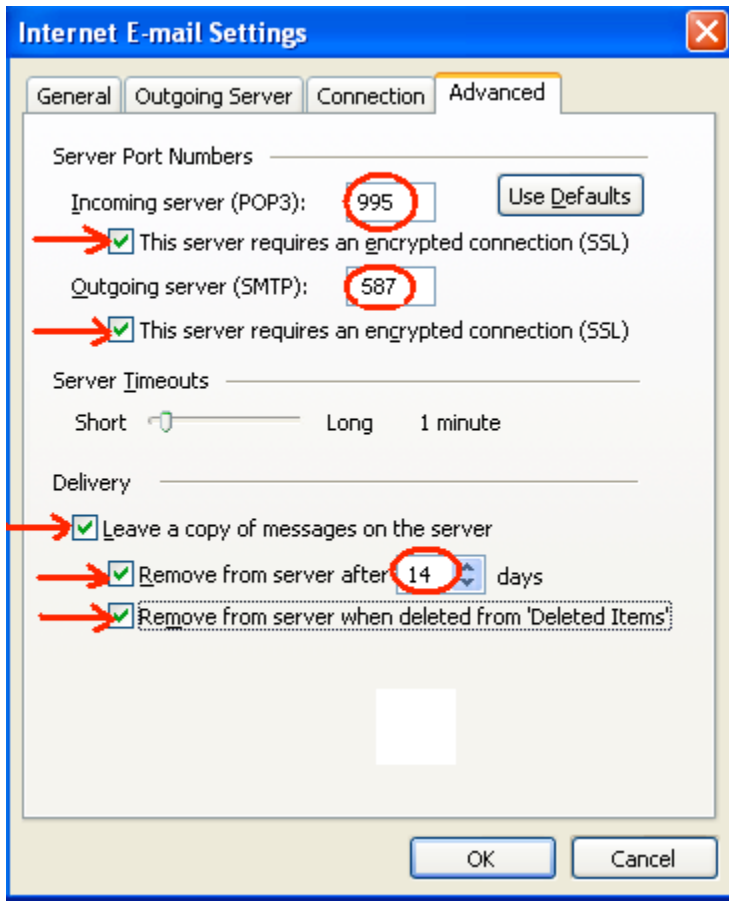 Internet E-mail Settings
General Outgoing Server Connection Advanced
Server Port Numbers
Incoming server (POP3): 995 Use Defaults
This server requires an encrypted connection (SSL)
Outgoing server (SMTP): 587
This server requires an encrypted connection (SSL)
Server Timeouts
Short Long 1 minute
Delivery
Leave a copy of messages on the server
Remove from server after 14 days
Remove from server when deleted from 'Deleted Items'
OK Cancel